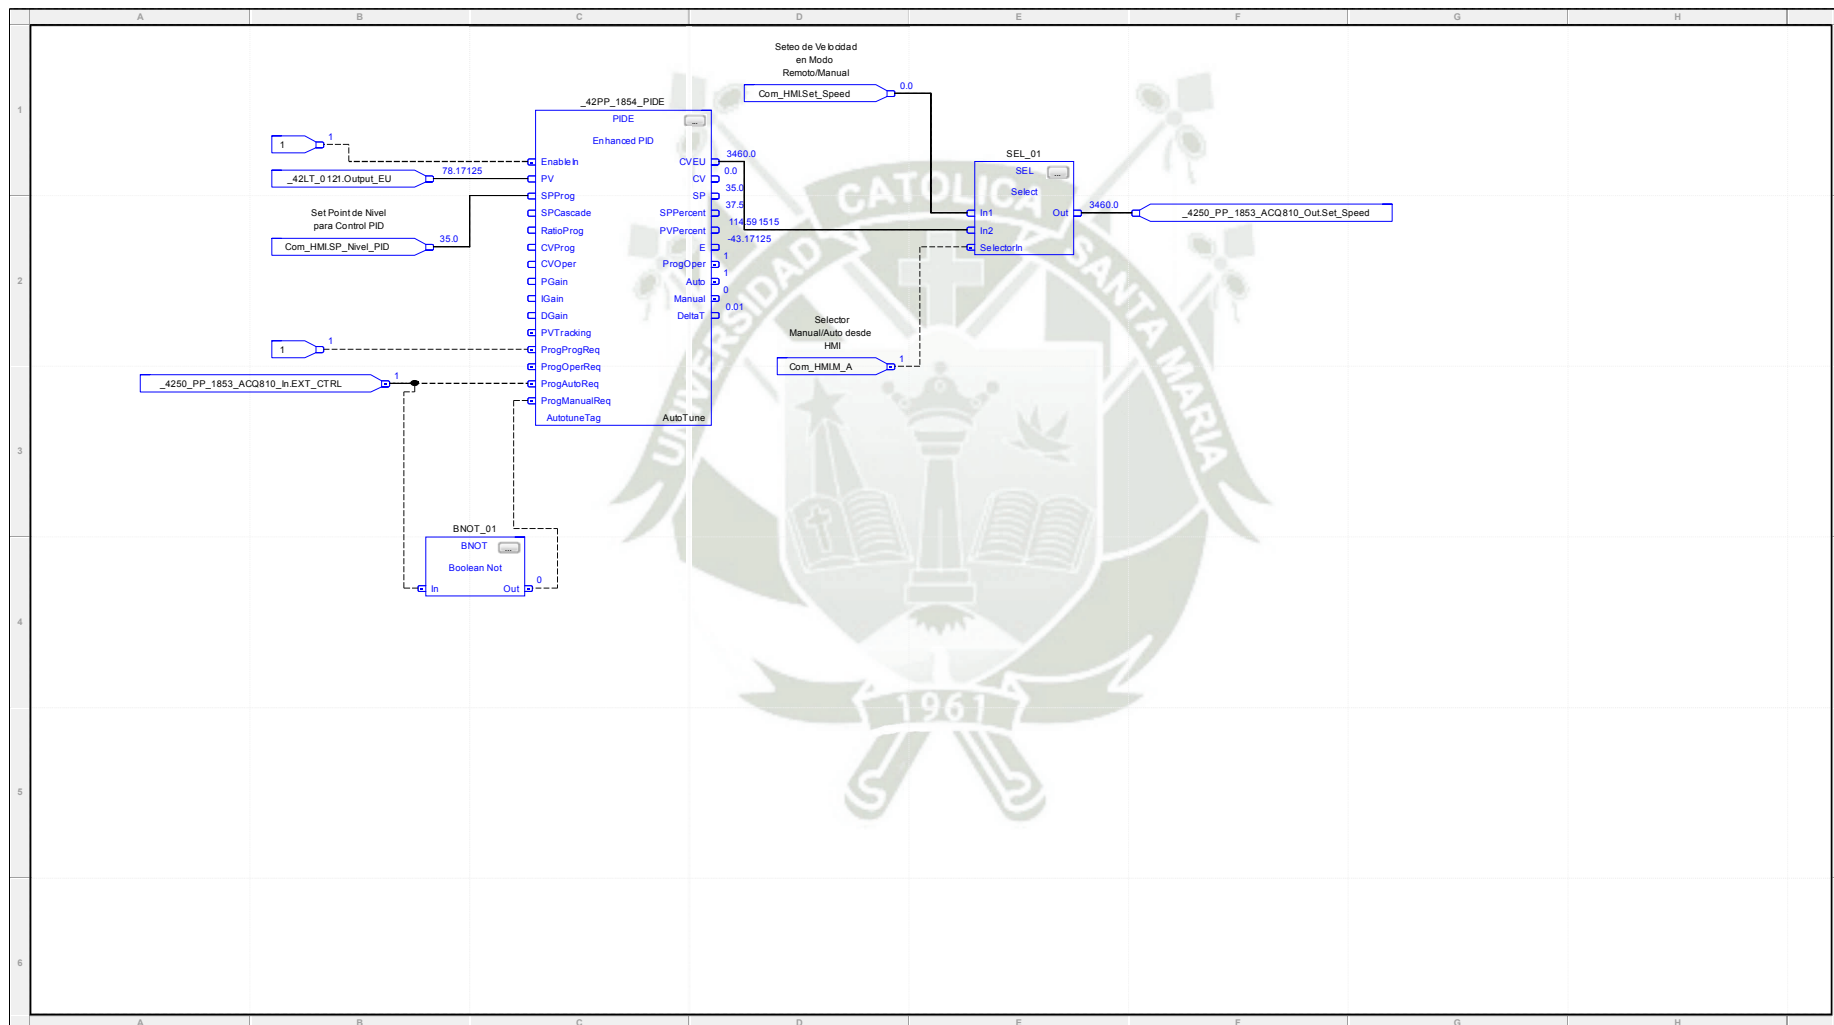 A B C D E F G H
Seteo de Velocidad
en Modo
Remoto/Manual
Com_HMI.Set_Speed
0.0
_42PP_1854_PIDE
PIDE
...
Enhanced PID
1
1
1
EnableIn
CVEU
3460.0
_42LT_0121.Output_EU
78.17125
PV
CV
0.0
SPProg
SP
35.0
Set Point de Nivel
para Control PID
Com_HMI.SP_Nivel_PID
35.0
SPCascade
SPPercent
37.5
RatioProg
PVPercent
114.591515
CVProg
E
-43.17125
CVOper
ProgOper
1
PGain
Auto
1
IGain
Manual
0
DGain
DeltaT
0.01
PVTracking
1
1
ProgProgReq
ProgOperReq
_4250_PP_1853_ACQ810_In.EXT_CTRL
1
ProgAutoReq
ProgManualReq
AutotuneTag
AutoTune
SEL_01
SEL
...
Select
In1
Out
3460.0
_4250_PP_1853_ACQ810_Out.Set_Speed
In2
SelectorIn
Selector
Manual/Auto desde
HMI
Com_HMI.M_A
1
BNOT_01
BNOT
...
Boolean Not
In
Out
0
2
3
4
5
6
UNIVERSIDAD CATOLICA SANTA MARIA
1961
A B C D E F G H